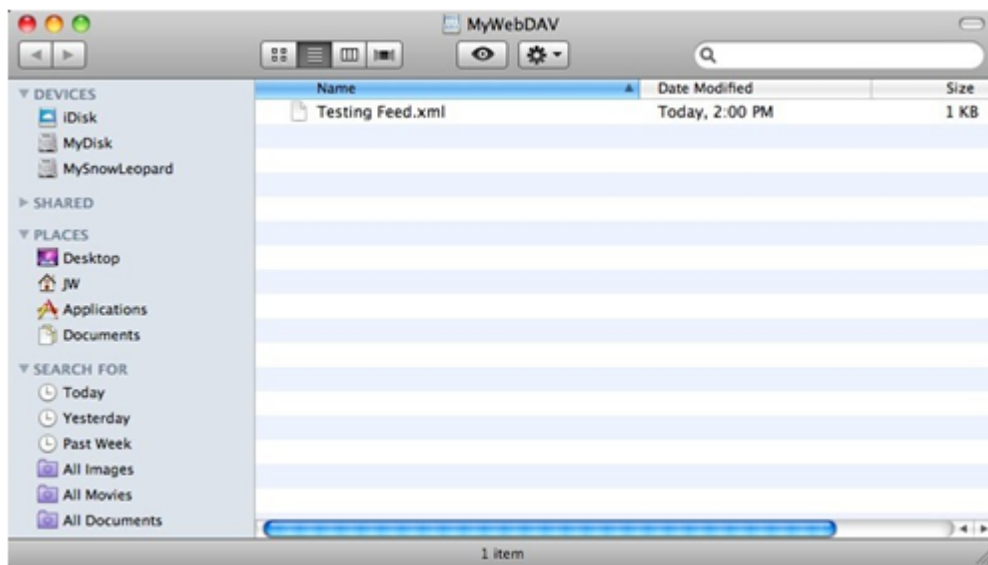 MyWebDAV
DEVICES
iDisk
MyDisk
MySnowLeopard
SHARED
PLACES
Desktop
JW
Applications
Documents
SEARCH FOR
Today
Yesterday
Past Week
All Images
All Movies
All Documents
Name Date Modified Size
Testing Feed.xml Today, 2:00 PM 1 KB
1 item